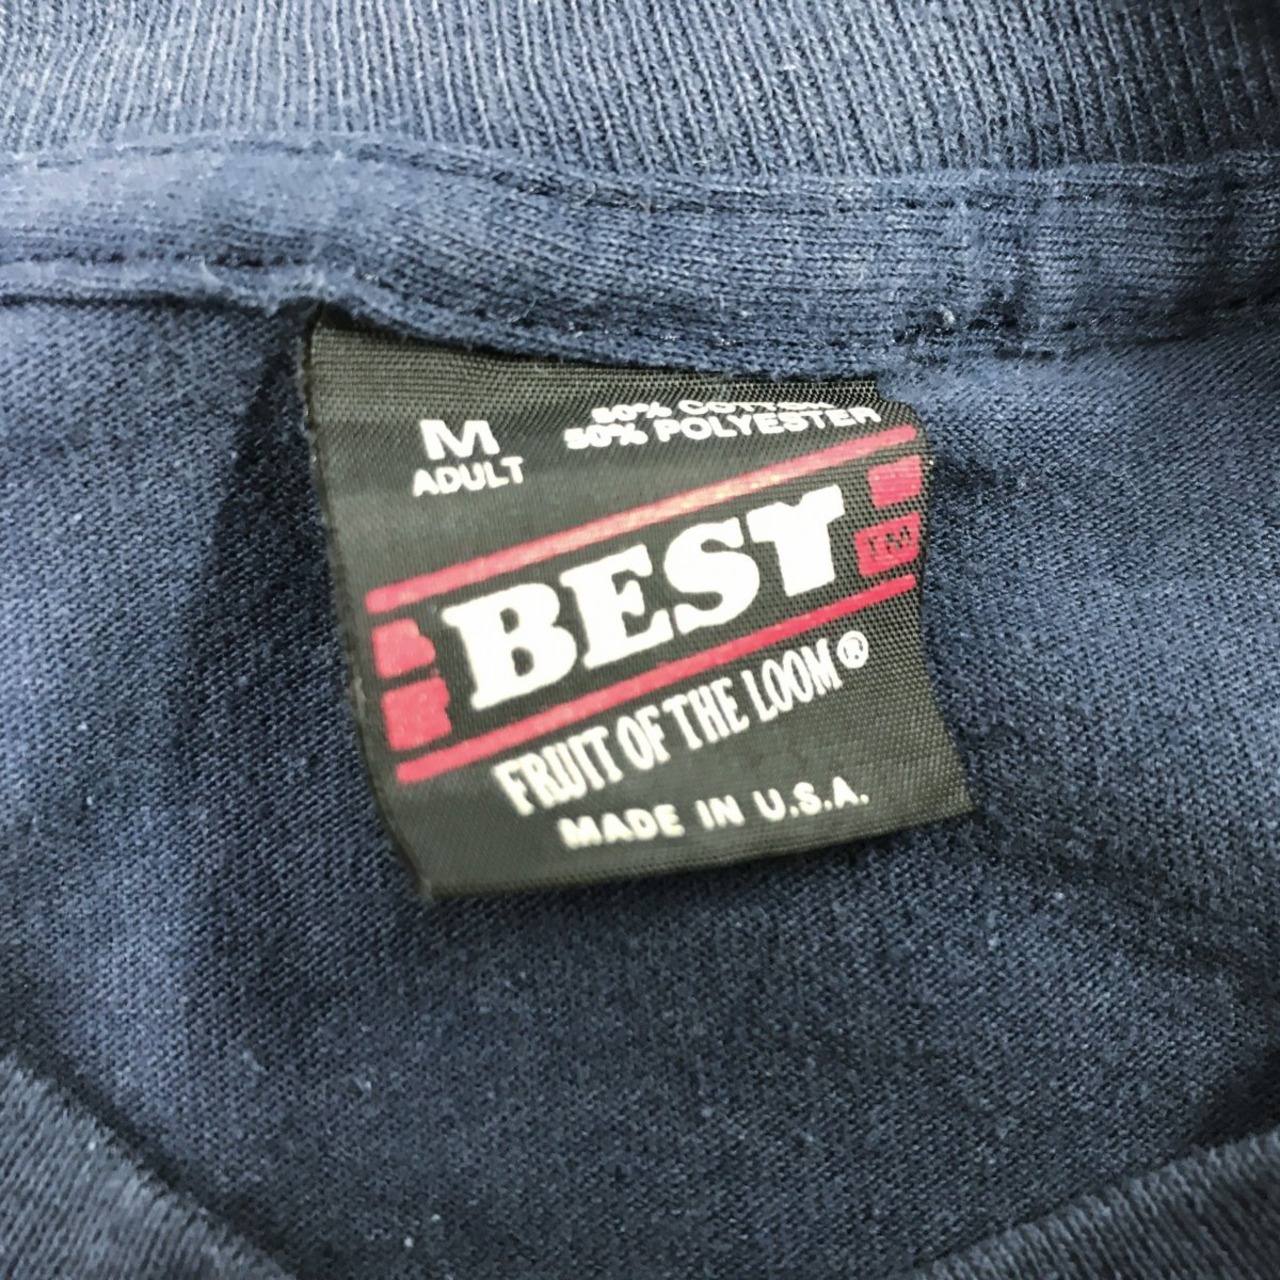 M
ADULT
50% COTTON
50% POLYESTER
BEST
TM
FRUIT OF THE LOOM®
MADE IN U.S.A.